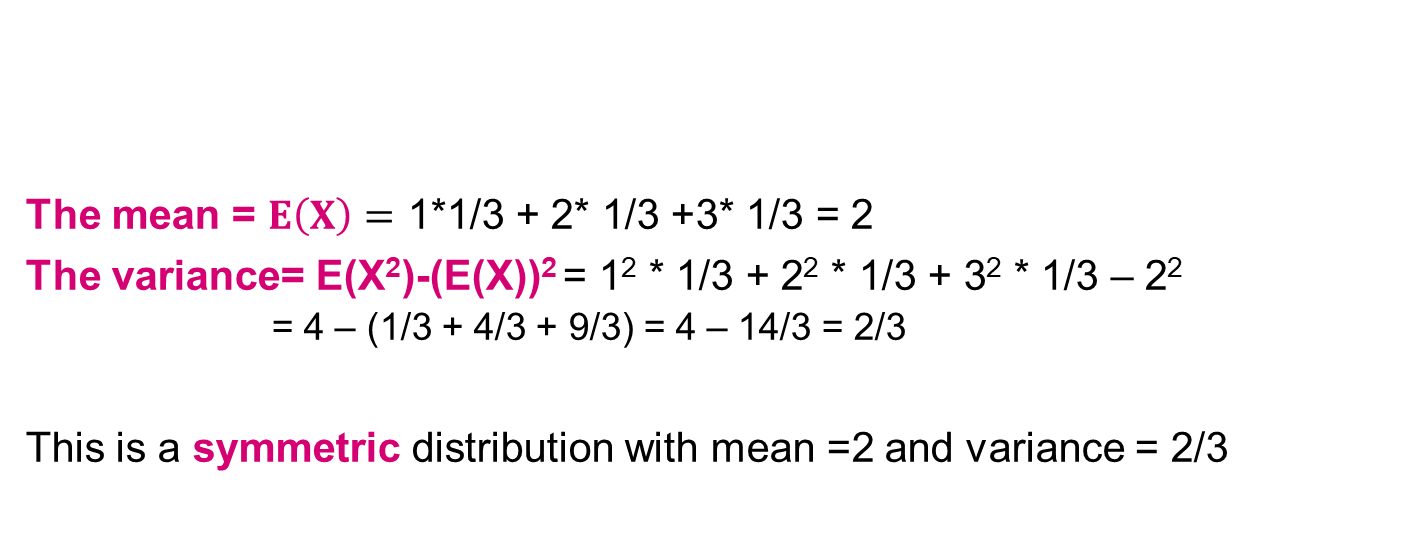 The mean = E(X) = 1*1/3 + 2* 1/3 +3* 1/3 = 2
The variance= E(X²)-(E(X))² = 1² * 1/3 + 2² * 1/3 + 3² * 1/3 – 2²
= 4 – (1/3 + 4/3 + 9/3) = 4 – 14/3 = 2/3
This is a symmetric distribution with mean =2 and variance = 2/3